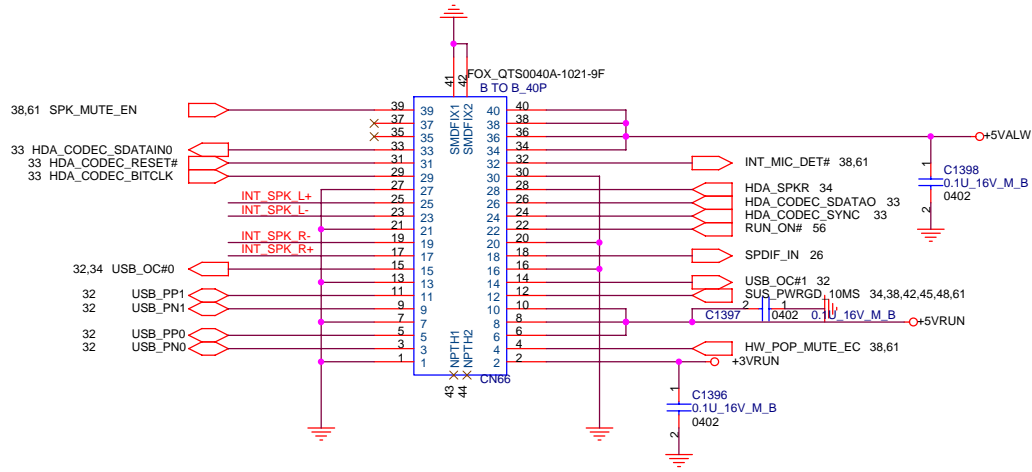 41
42
FOX_QTS0040A-1021-9F
B TO B_40P
SMDFIX1
SMDFIX2
38,61 SPK_MUTE_EN 39 39 40 40
37 37 38 38
35 35 36 36 +5VALW
33 HDA_CODEC_SDATAIN0 33 33 34 34
33 HDA_CODEC_RESET# 31 31 32 32 INT_MIC_DET# 38,61
33 HDA_CODEC_BITCLK 29 29 30 30
27 27 28 28 HDA_SPKR 34
INT_SPK_L+ 25 25 26 26 HDA_CODEC_SDATAO 33
INT_SPK_L- 23 23 24 24 HDA_CODEC_SYNC 33
21 21 22 22 RUN_ON# 56
INT_SPK_R- 19 19 20 20
INT_SPK_R+ 17 17 18 18 SPDIF_IN 26
32,34 USB_OC#0 15 15 16 16
13 13 14 14 USB_OC#1 32
32 USB_PP1 11 11 12 12 SUS_PWRGD_10MS 34,38,42,45,48,61
32 USB_PN1 9 9 10 10
7 7 8 8 +5VRUN
32 USB_PP0 5 5 6 6
32 USB_PN0 3 3 4 4 HW_POP_MUTE_EC 38,61
1 1 2 2 +3VRUN
NPTH1
NPTH2
43
44
CN66
1
C1398
0.1U_16V_M_B
0402
2
2 1
C1397 0402 0.1U_16V_M_B
1
C1396
0.1U_16V_M_B
0402
2